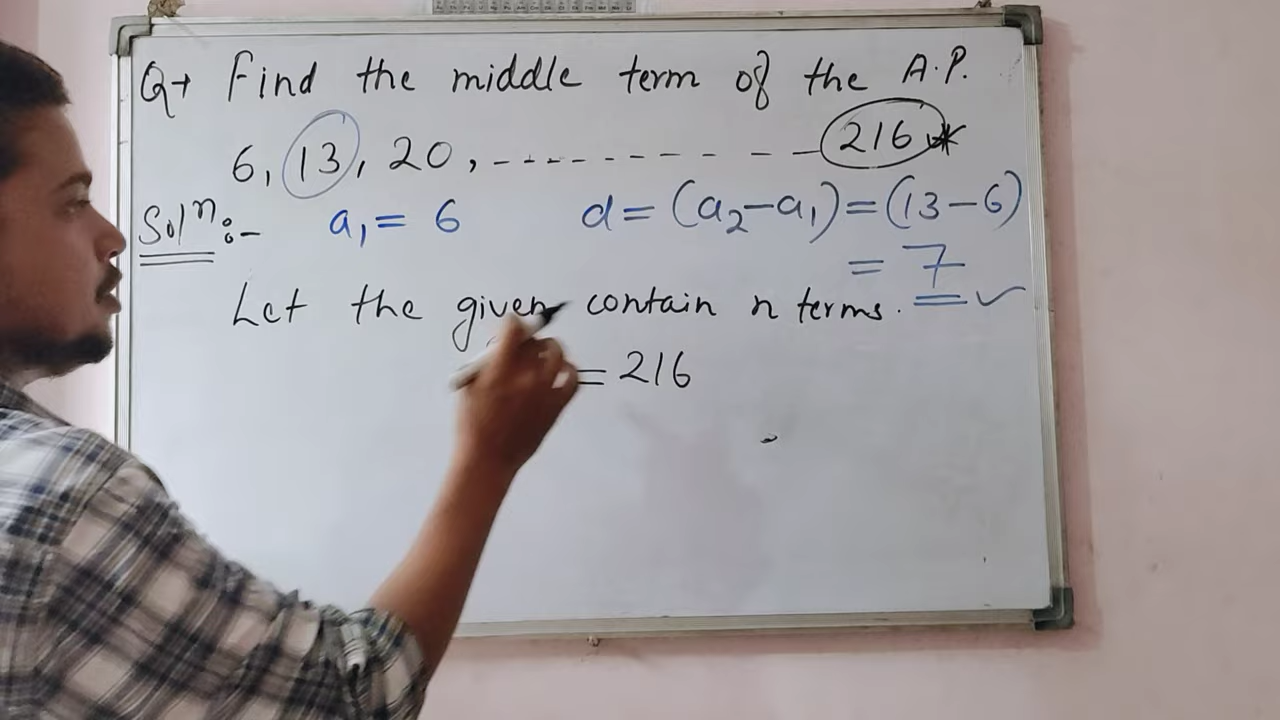 Q→ Find the middle term of the A.P.
6, 13, 20, ---------- 216
Solⁿ:- a₁ = 6 d = (a₂-a₁) = (13-6)
= 7 ✓
Let the given contain n terms.
= 216